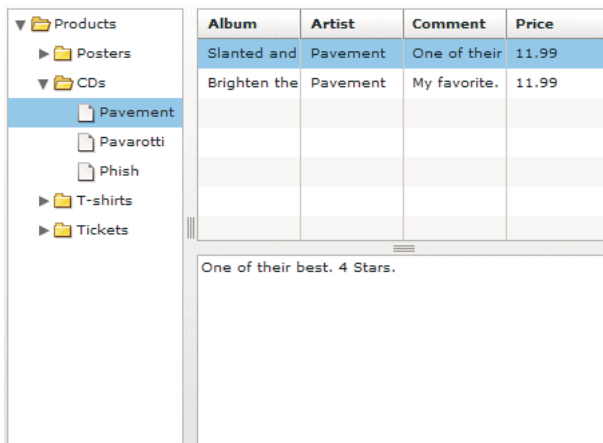 Products
Posters
CDs
Pavement
Pavarotti
Phish
T-shirts
Tickets
Album Artist Comment Price
Slanted and Pavement One of their 11.99
Brighten the Pavement My favorite. 11.99
One of their best. 4 Stars.